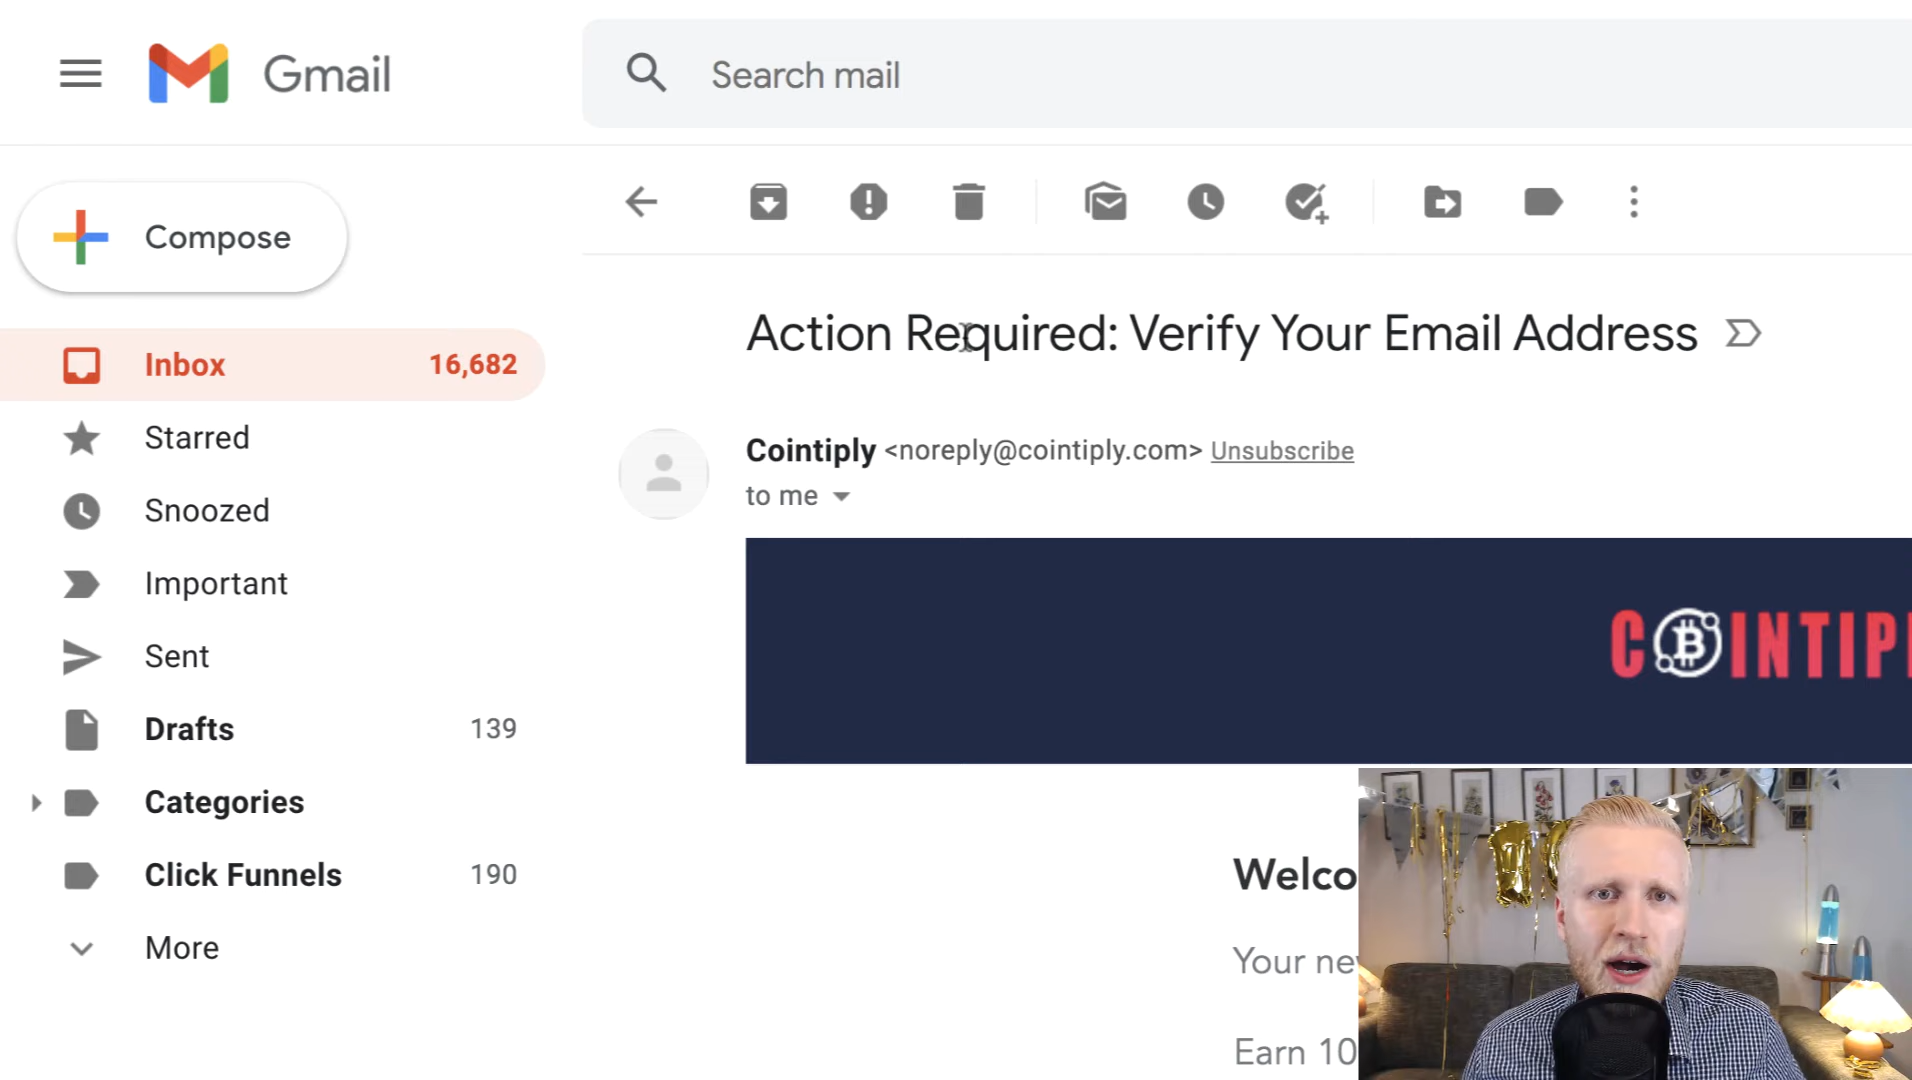 Gmail
Search mail
Compose
Inbox 16,682
Starred
Snoozed
Important
Sent
Drafts 139
Categories
Click Funnels 190
More
Action Required: Verify Your Email Address
Cointiply <noreply@cointiply.com> Unsubscribe
to me
COINTIP
Welco
Your ne
Earn 10